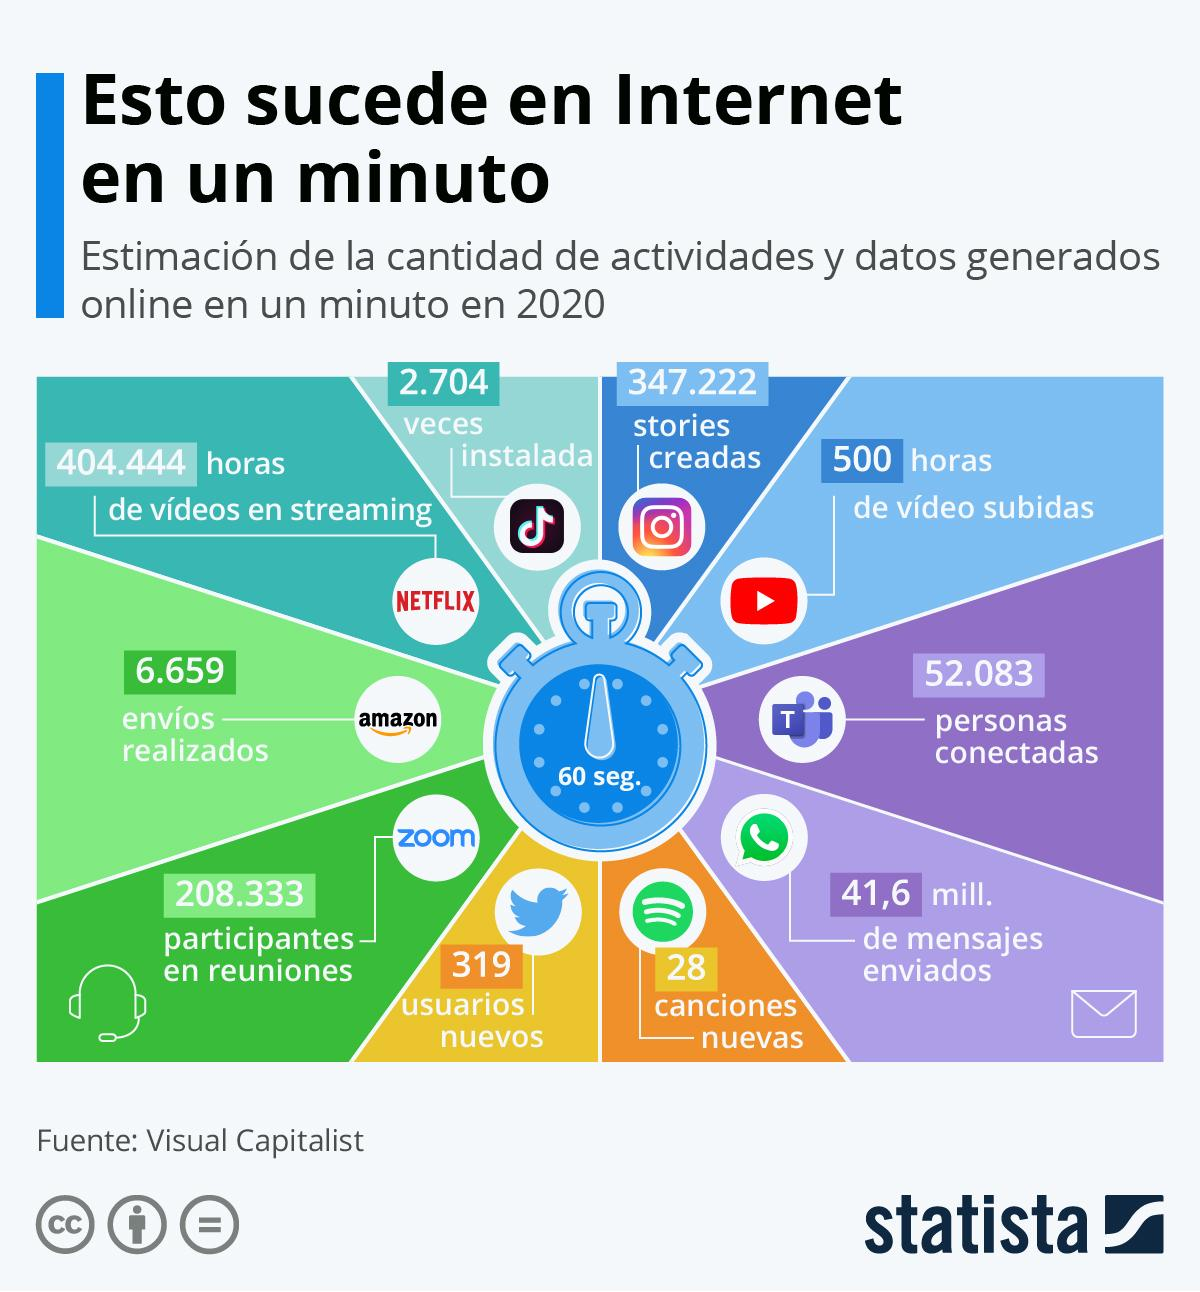 Esto sucede en Internet
en un minuto
Estimación de la cantidad de actividades y datos generados
online en un minuto en 2020
2.704
veces
instalada
347.222
stories
creadas
404.444 horas
de vídeos en streaming
NETFLIX
500 horas
de vídeo subidas
6.659
envíos
realizados
amazon
T
52.083
personas
conectadas
60 seg.
zoom
208.333
participantes
en reuniones
319
usuarios
nuevos
28
canciones
nuevas
41,6 mill.
de mensajes
enviados
Fuente: Visual Capitalist
cc
statista